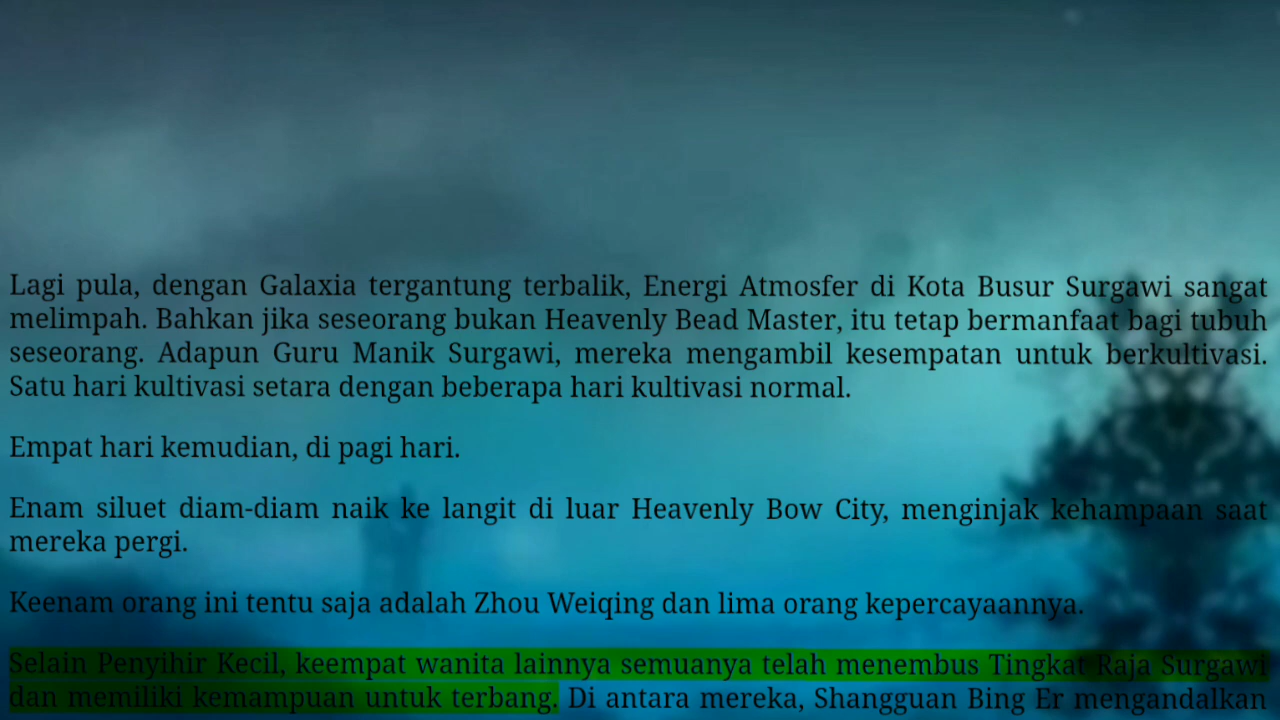 Lagi pula, dengan Galaxia tergantung terbalik, Energi Atmosfer di Kota Busur Surgawi sangat
melimpah. Bahkan jika seseorang bukan Heavenly Bead Master, itu tetap bermanfaat bagi tubuh
seseorang. Adapun Guru Manik Surgawi, mereka mengambil kesempatan untuk berkultivasi.
Satu hari kultivasi setara dengan beberapa hari kultivasi normal.
Empat hari kemudian, di pagi hari.
Enam siluet diam-diam naik ke langit di luar Heavenly Bow City, menginjak kehampaan saat
mereka pergi.
Keenam orang ini tentu saja adalah Zhou Weiqing dan lima orang kepercayaannya.
Selain Penyihir Kecil, keempat wanita lainnya semuanya telah menembus Tingkat Raja Surgawi
dan memiliki kemampuan untuk terbang. Di antara mereka, Shangguan Bing Er mengandalkan